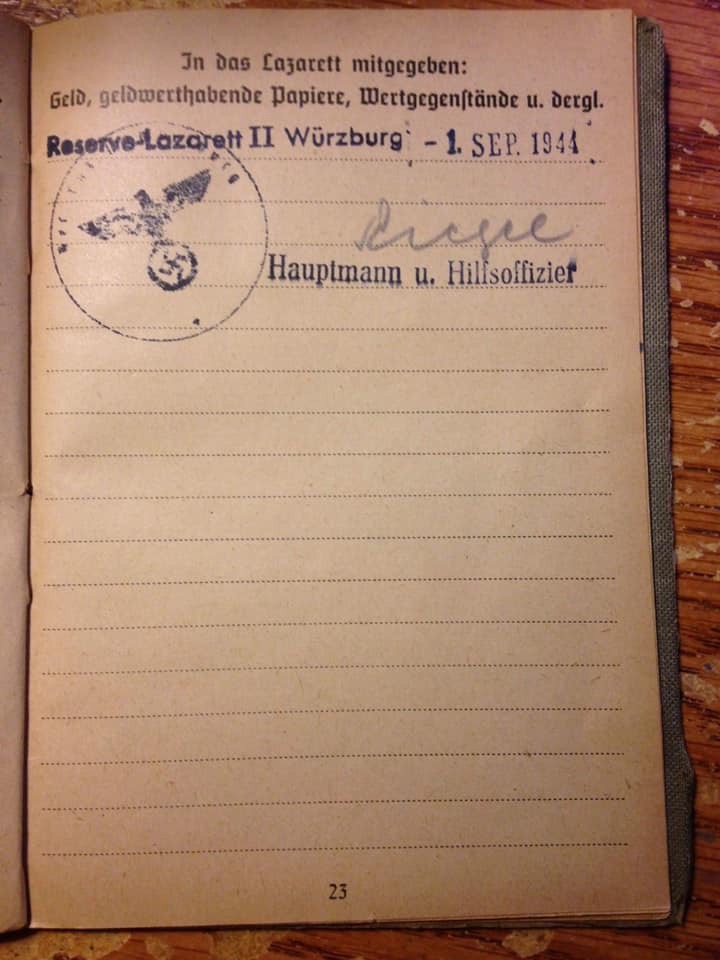 In das Lazarett mitgegeben:
Geld, geldwerthabende Papiere, Wertgegenstände u. dergl.
Reserve-Lazarett II Würzburg - 1. SEP. 1944
Hauptmann u. Hilfsoffizier
23